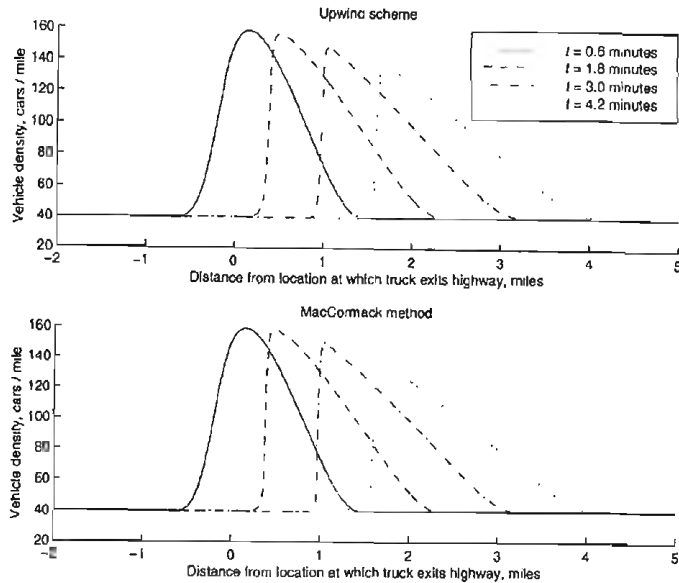 Upwind scheme
160
140
120
100
80
60
40
20
Vehicle density, cars / mile
t = 0.6 minutes
t = 1.8 minutes
t = 3.0 minutes
t = 4.2 minutes
-2 -1 0 1 2 3 4 5
Distance from location at which truck exits highway, miles
MacCormack method
160
140
120
100
80
60
40
20
Vehicle density, cars / mile
-1 0 1 2 3 4 5
Distance from location at which truck exits highway, miles